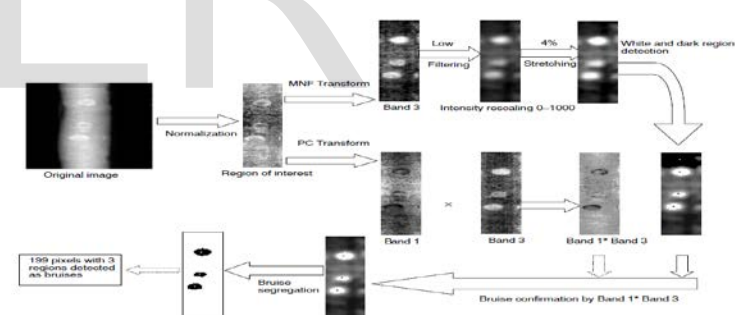 Low
Filtering
4%
Stretching
White and dark region
detection
MNF Transform
Band 3
Intensity rescaling 0–1000
Normalization
PC Transform
Original image
Region of interest
Band 1
×
Band 3
Band 1* Band 3
199 pixels with 3
regions detected
as bruises
Bruise
segregation
Bruise confirmation by Band 1* Band 3